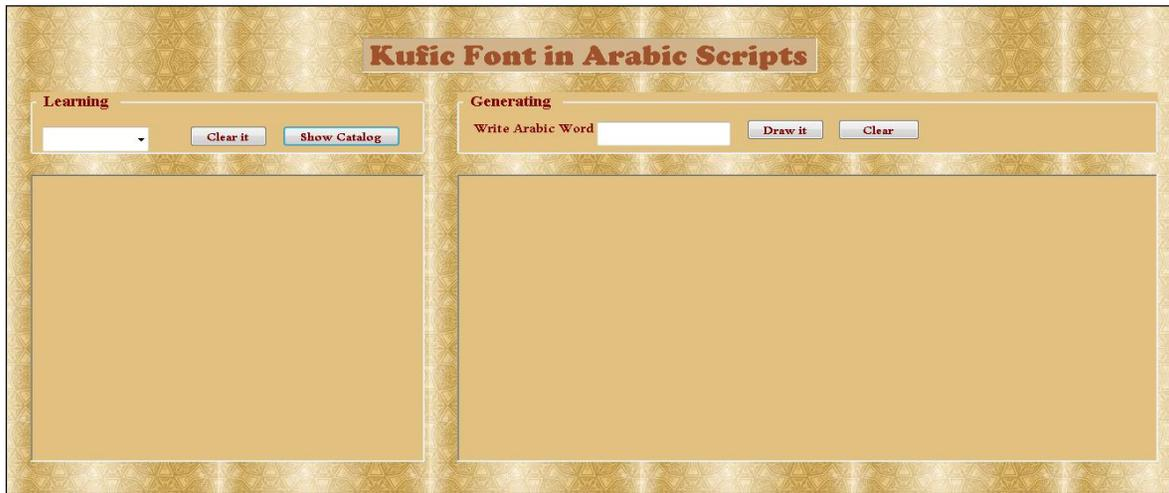 Kufic Font in Arabic Scripts
Learning
Clear it
Show Catalog
Generating
Write Arabic Word
Draw it
Clear